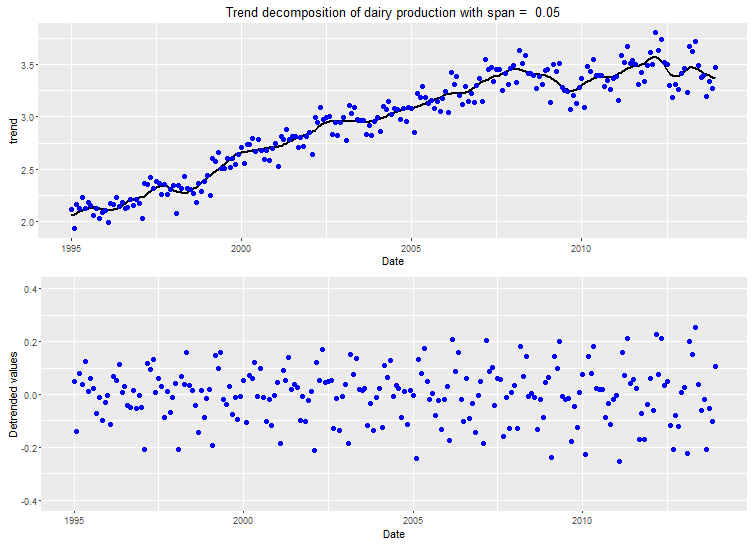 Trend decomposition of dairy production with span = 0.05
trend
3.5
3.0
2.5
2.0
1995 2000 2005 2010
Date
Detrended values
0.4
0.2
0.0
-0.2
-0.4
1995 2000 2005 2010
Date